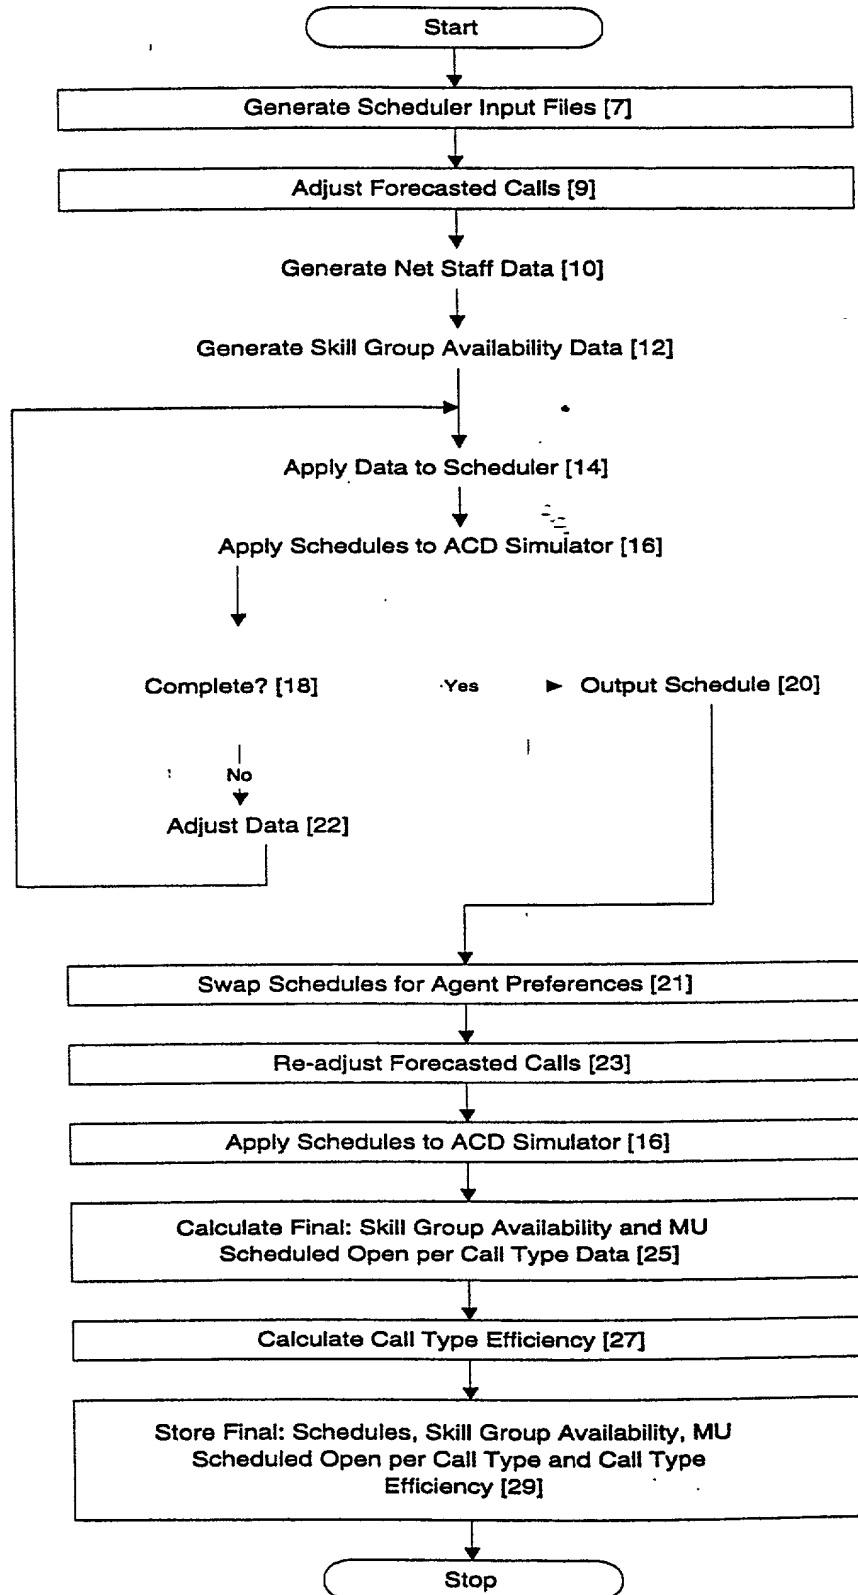 Start
Generate Scheduler Input Files [7]
Adjust Forecasted Calls [9]
Generate Net Staff Data [10]
Generate Skill Group Availability Data [12]
Apply Data to Scheduler [14]
Apply Schedules to ACD Simulator [16]
Complete? [18]
Yes
Output Schedule [20]
No
Adjust Data [22]
Swap Schedules for Agent Preferences [21]
Re-adjust Forecasted Calls [23]
Apply Schedules to ACD Simulator [16]
Calculate Final: Skill Group Availability and MU
Scheduled Open per Call Type Data [25]
Calculate Call Type Efficiency [27]
Store Final: Schedules, Skill Group Availability, MU
Scheduled Open per Call Type and Call Type
Efficiency [29]
Stop